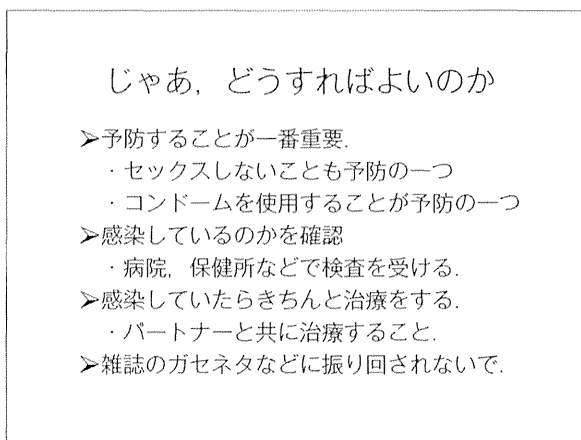 じゃあ，どうすればよいのか
➢予防することが一番重要．
・セックスしないことも予防の一つ
・コンドームを使用することが予防の一つ
➢感染しているのかを確認
・病院，保健所などで検査を受ける．
➢感染していたらきちんと治療をする．
・パートナーと共に治療すること．
➢雑誌のガセネタなどに振り回されないで．